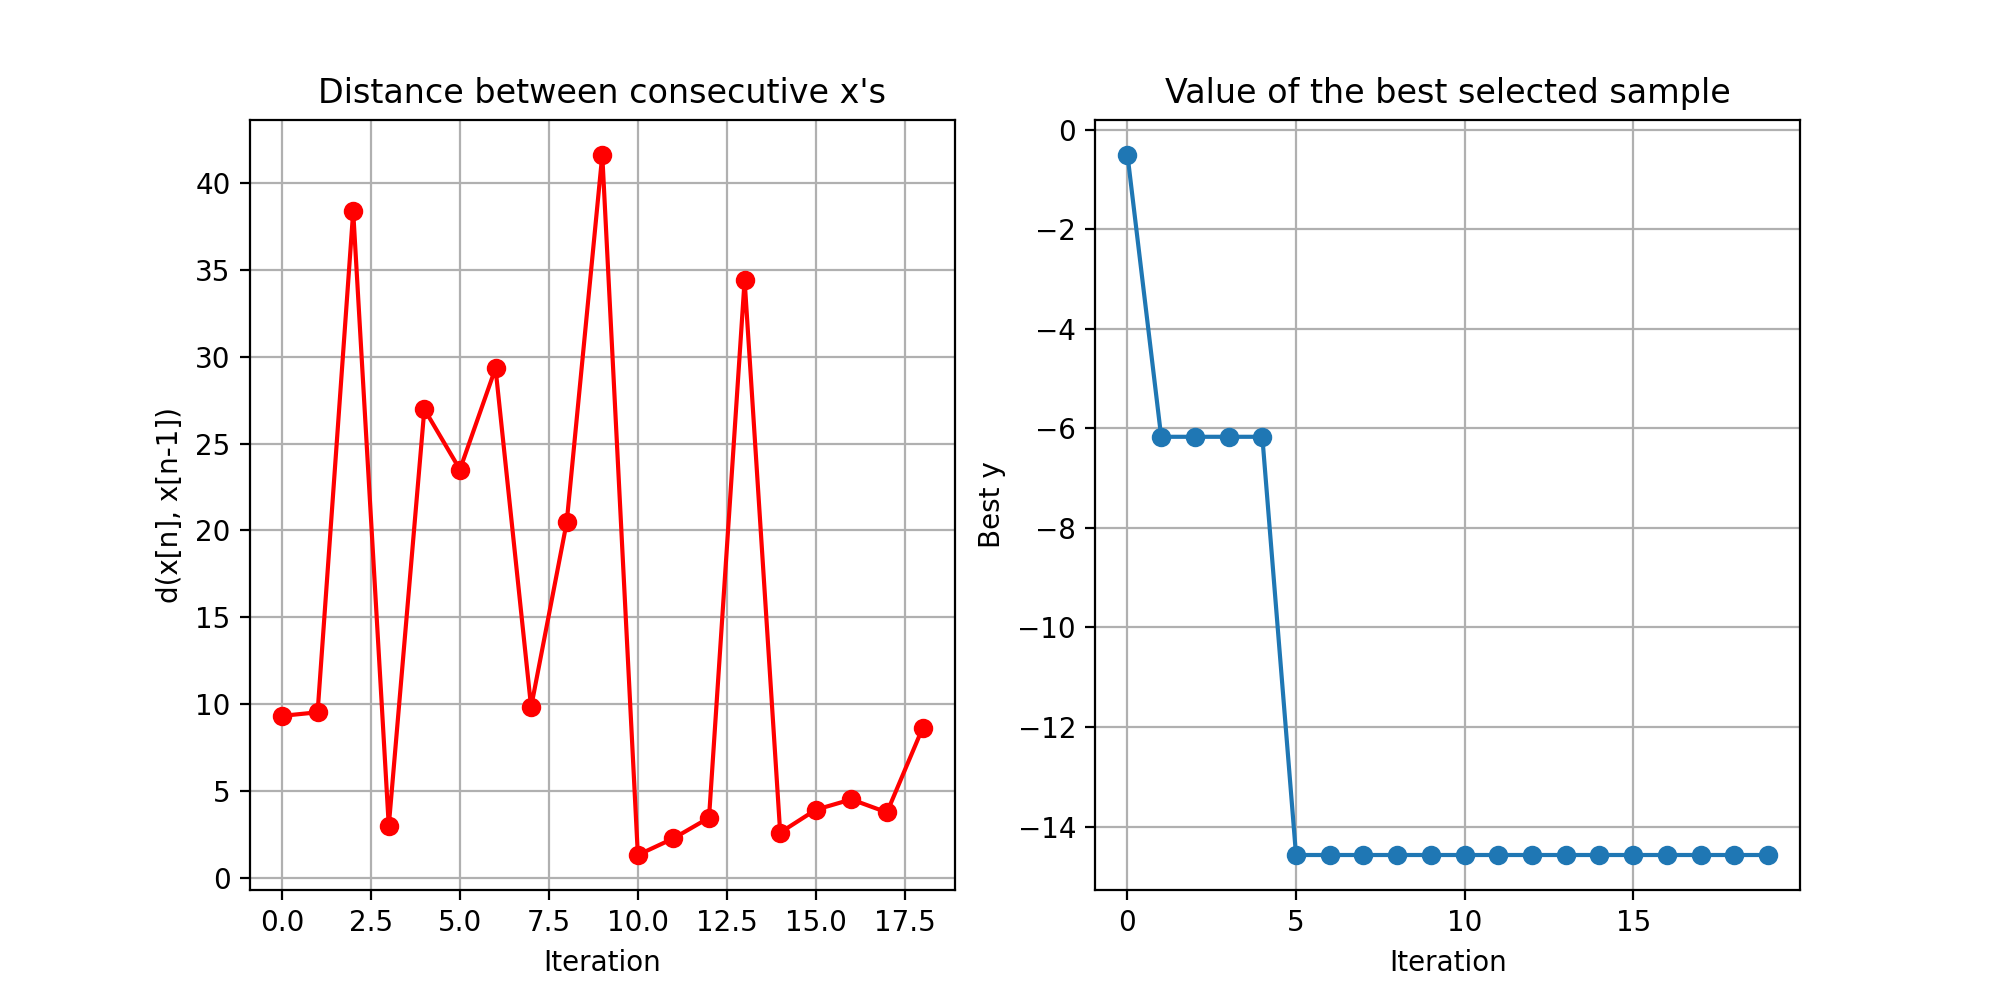 Distance between consecutive x's
d(x[n], x[n-1])
40
35
30
25
20
15
10
5
0
0.0 2.5 5.0 7.5 10.0 12.5 15.0 17.5
Iteration
Value of the best selected sample
Best y
0
−2
−4
−6
−8
−10
−12
−14
0 5 10 15
Iteration